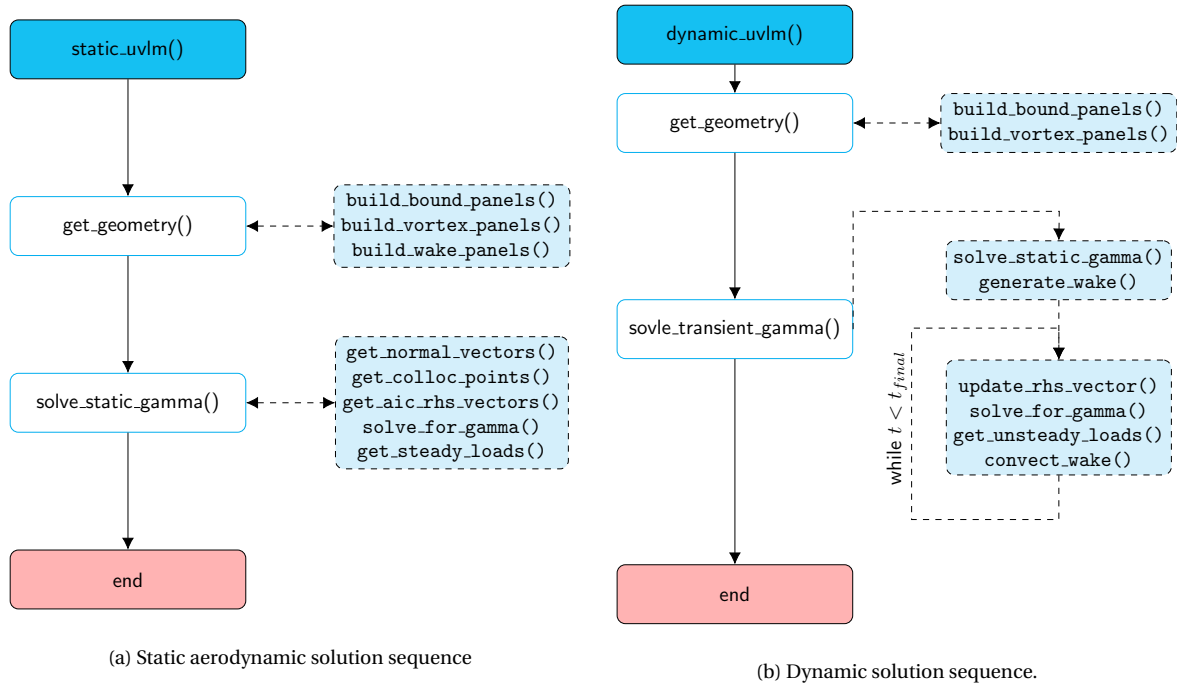 static_uvlm()
get_geometry()
build_bound_panels()
build_vortex_panels()
build_wake_panels()
solve_static_gamma()
get_normal_vectors()
get_colloc_points()
get_aic_rhs_vectors()
solve_for_gamma()
get_steady_loads()
end
(a) Static aerodynamic solution sequence
dynamic_uvlm()
get_geometry()
build_bound_panels()
build_vortex_panels()
sovle_transient_gamma()
solve_static_gamma()
generate_wake()
while t < t_final
update_rhs_vector()
solve_for_gamma()
get_unsteady_loads()
convect_wake()
end
(b) Dynamic solution sequence.